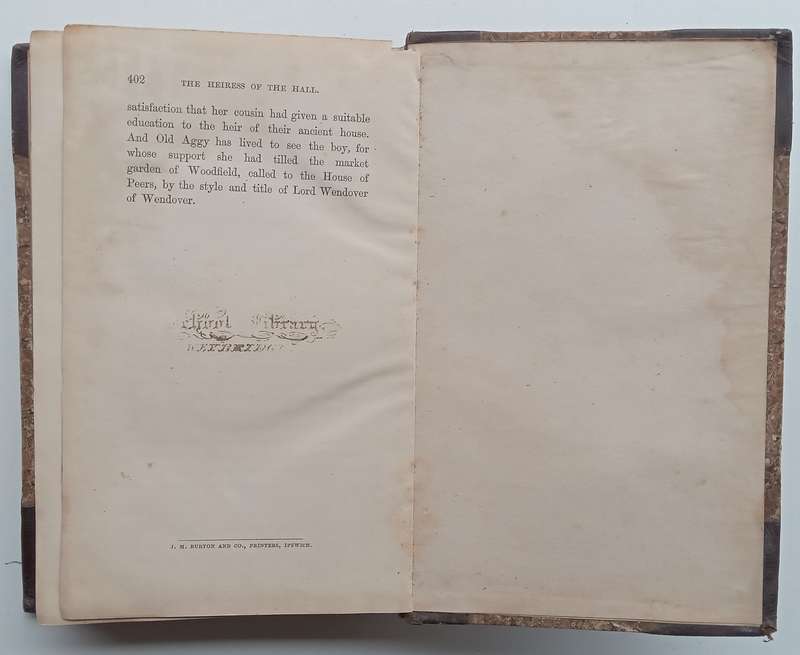 402 THE HEIRESS OF THE HALL.
satisfaction that her cousin had given a suitable
education to the heir of their ancient house.
And Old Aggy has lived to see the boy, for
whose support she had tilled the market
garden of Woodfield, called to the House of
Peers, by the style and title of Lord Wendover
of Wendover.
School Library
J. M. BURTON AND CO., PRINTERS, IPSWICH.